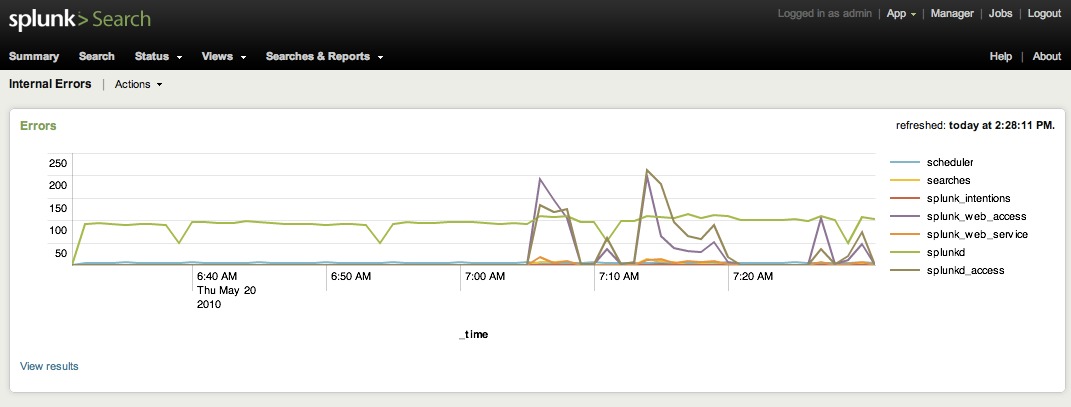 splunk> Search
Logged in as admin | App | Manager | Jobs | Logout
Summary Search Status Views Searches & Reports
Help | About
Internal Errors | Actions
Errors
refreshed: today at 2:28:11 PM.
250
200
150
100
50
scheduler
searches
splunk_intentions
splunk_web_access
splunk_web_service
splunkd
splunkd_access
6:40 AM 6:50 AM 7:00 AM 7:10 AM 7:20 AM
Thu May 20
2010
_time
View results